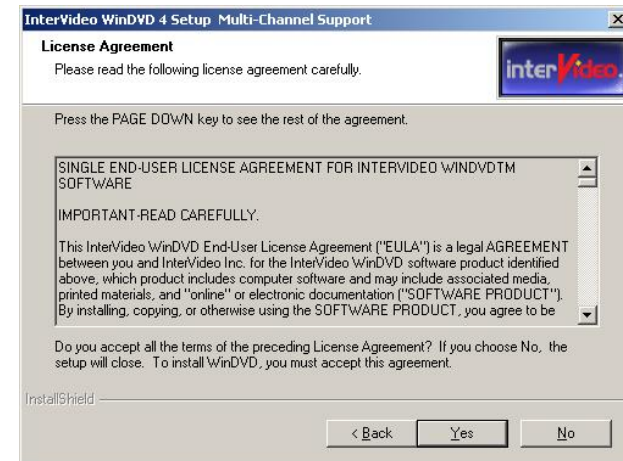 InterVideo WinDVD 4 Setup Multi-Channel Support
License Agreement
Please read the following license agreement carefully.
interVideo.
Press the PAGE DOWN key to see the rest of the agreement.
SINGLE END-USER LICENSE AGREEMENT FOR INTERVIDEO WINDVDTM
SOFTWARE
IMPORTANT-READ CAREFULLY.
This InterVideo WinDVD End-User License Agreement ("EULA") is a legal AGREEMENT
between you and InterVideo Inc. for the InterVideo WinDVD software product identified
above, which product includes computer software and may include associated media,
printed materials, and "online" or electronic documentation ("SOFTWARE PRODUCT").
By installing, copying, or otherwise using the SOFTWARE PRODUCT, you agree to be
Do you accept all the terms of the preceding License Agreement? If you choose No, the
setup will close. To install WinDVD, you must accept this agreement.
InstallShield
< Back Yes No